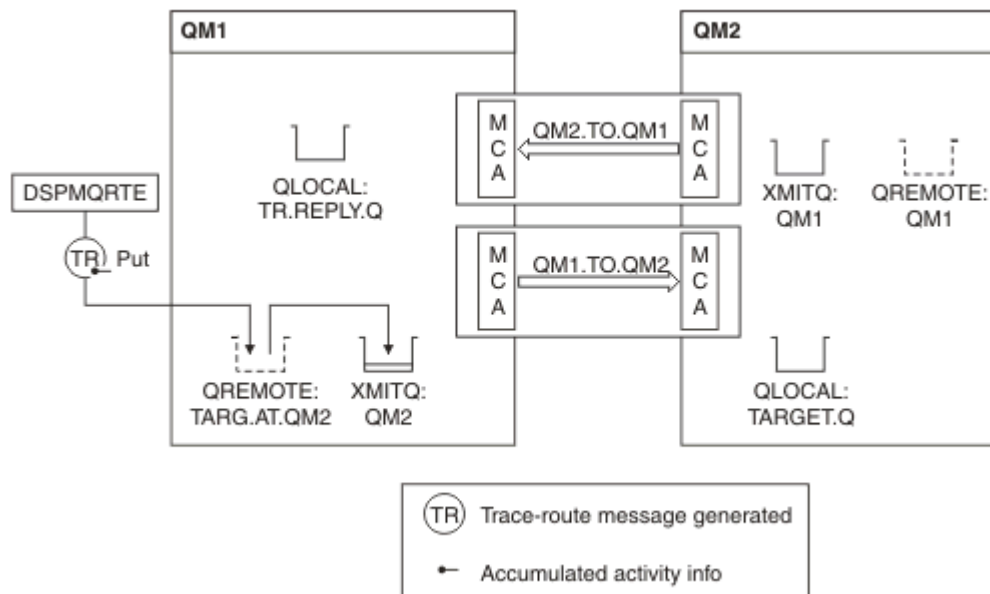 QM1
QM2
M
C
A
QM2.TO.QM1
M
C
A
QLOCAL:
TR.REPLY.Q
XMITQ:
QM1
QREMOTE:
QM1
DSPMQRTE
TR
Put
M
C
A
QM1.TO.QM2
M
C
A
QREMOTE:
TARG.AT.QM2
XMITQ:
QM2
QLOCAL:
TARGET.Q
TR
Trace-route message generated
Accumulated activity info